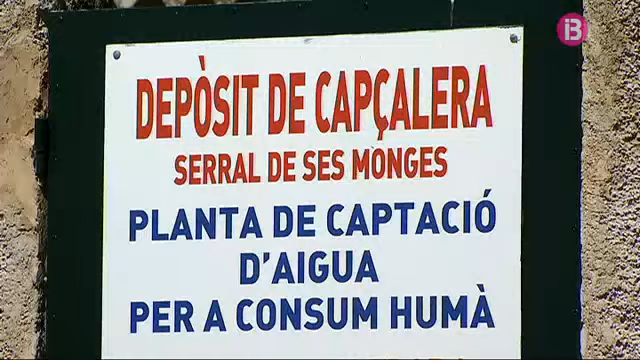 DEPÒSIT DE CAPÇALERA
SERRAL DE SES MONGES
PLANTA DE CAPTACIÓ
D'AIGUA
PER A CONSUM HUMÀ